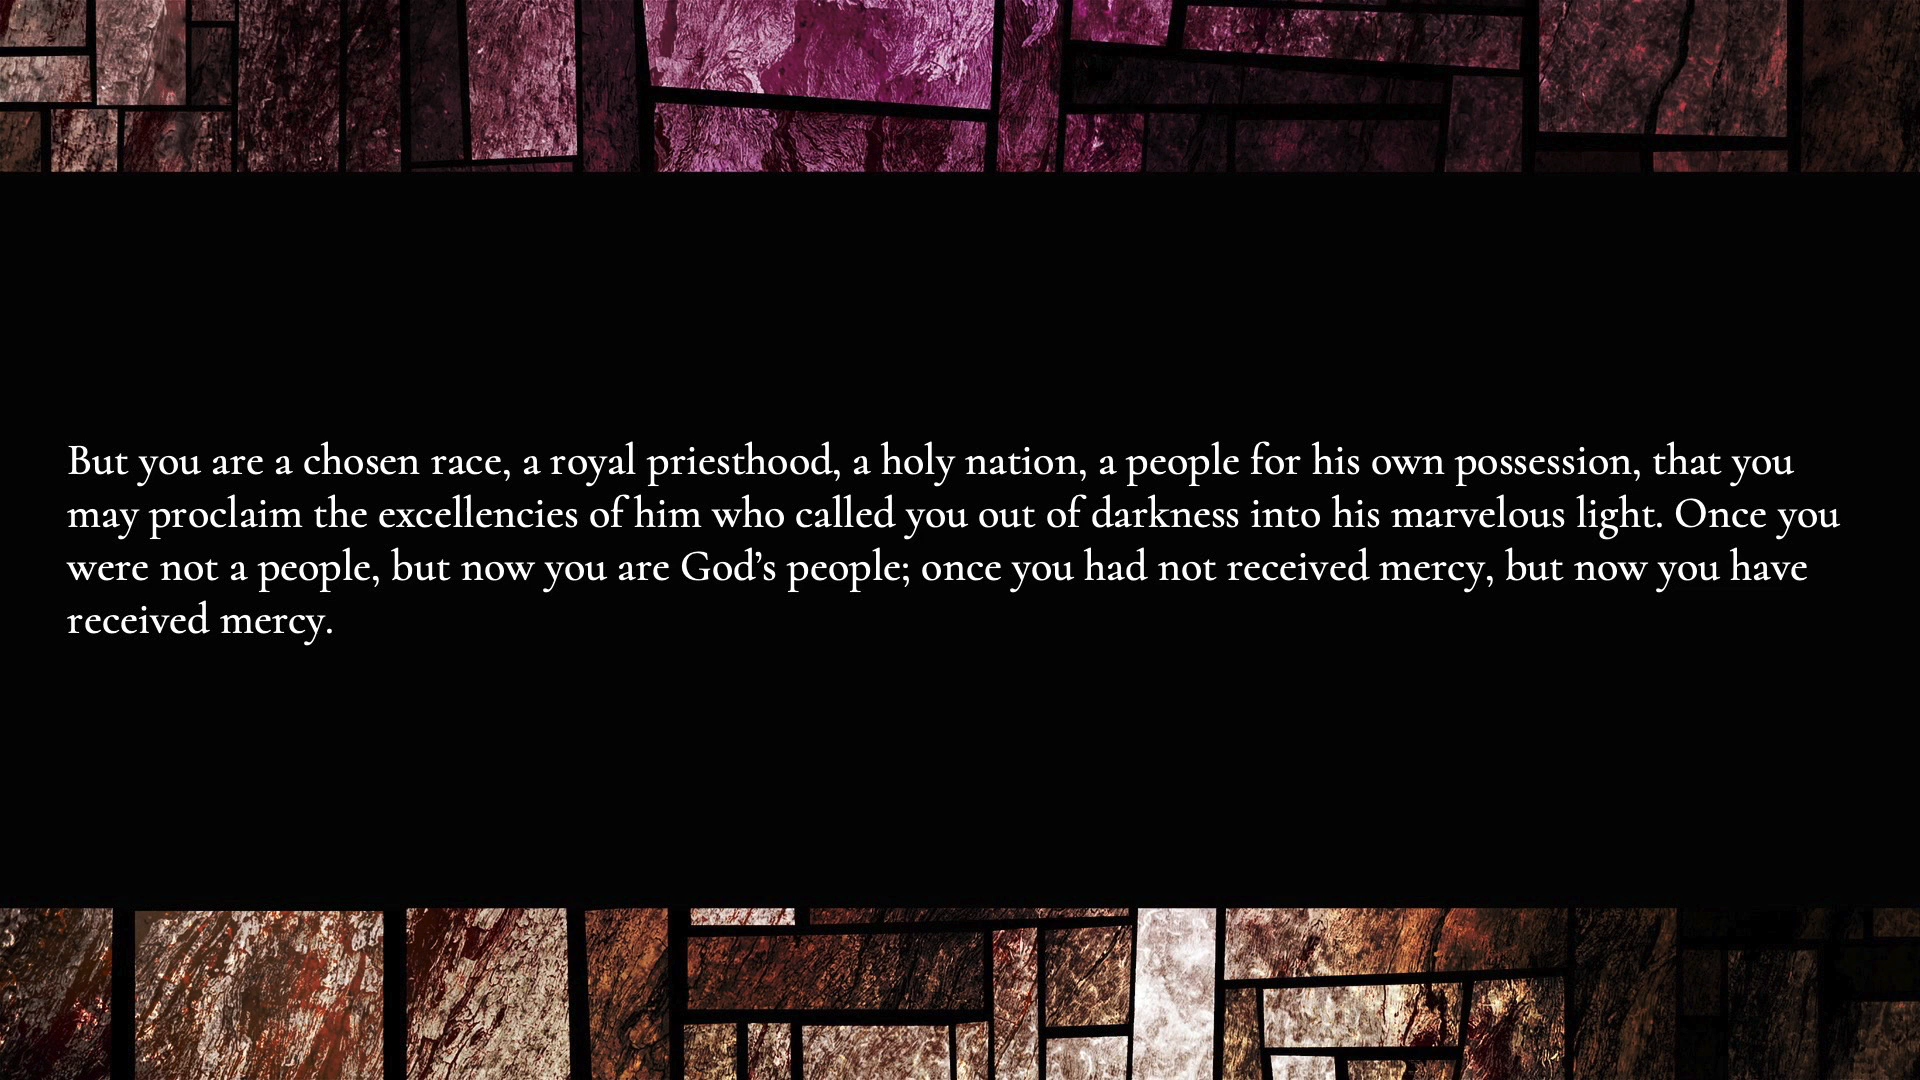 But you are a chosen race, a royal priesthood, a holy nation, a people for his own possession, that you
may proclaim the excellencies of him who called you out of darkness into his marvelous light. Once you
were not a people, but now you are God’s people; once you had not received mercy, but now you have
received mercy.